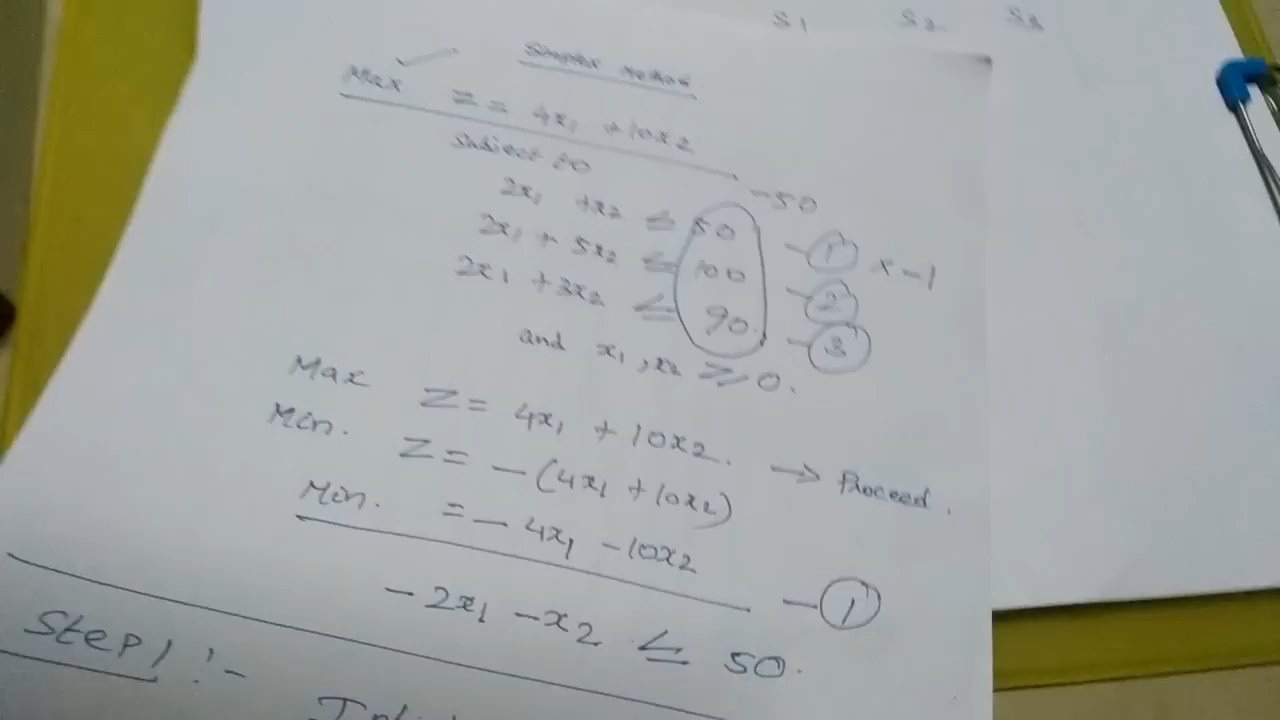 S1 S2 S3
Simplex Method
Max Z = 4x1 + 10x2
Subject to
-50
2x1 + x2 ≤ 50 - ① x -1
2x1 + 5x2 ≤ 100 - ②
2x1 + 3x2 ≤ 90. - ③
and x1, x2 ≥ 0.
Max Z = 4x1 + 10x2. → Proceed.
Min. Z = - (4x1 + 10x2)
Min. = - 4x1 - 10x2
- 2x1 - x2 ≤ 50. - ①
Step 1 :-